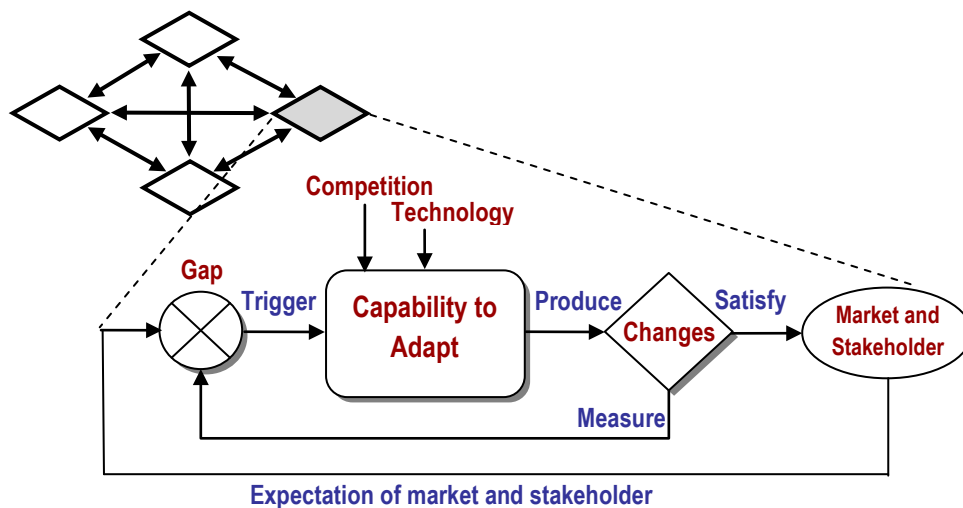 Competition
Technology
Gap
Trigger
Capability to
Adapt
Produce
Changes
Satisfy
Market and
Stakeholder
Measure
Expectation of market and stakeholder